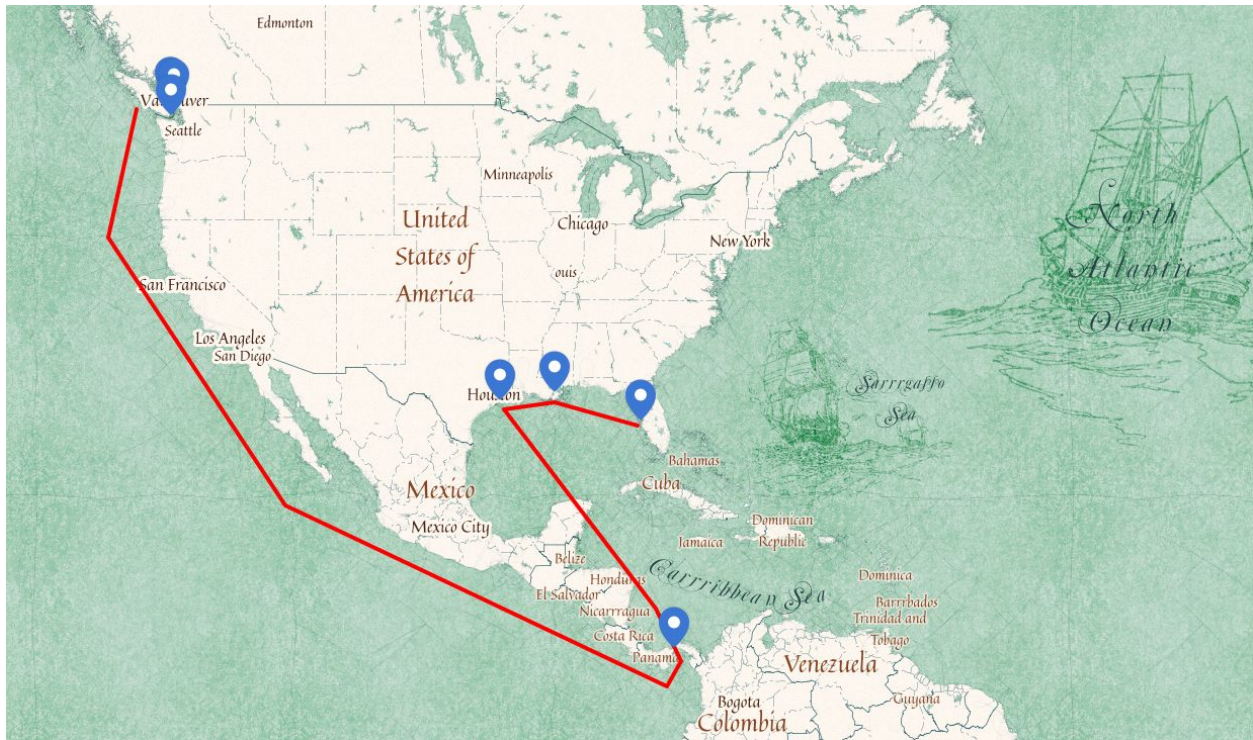 Edmonton
Vancuver
Seattle
Minneapolis
United
States of
America
Chicago
New York
ouis
San Francisco
Los Angeles
San Diego
Houston
North
Atlantic
Ocean
Sarrrgasso
Sea
Bahamas
Cuba
Mexico
Mexico City
Jamaica
Dominican
Republic
Belize
Honduras
El Salvador
Nicarrragua
Costa Rica
Panama
Carrribbean Sea
Dominica
Barrrbados
Trinidad and
Tobago
Venezuela
Guyana
Bogota
Colombia